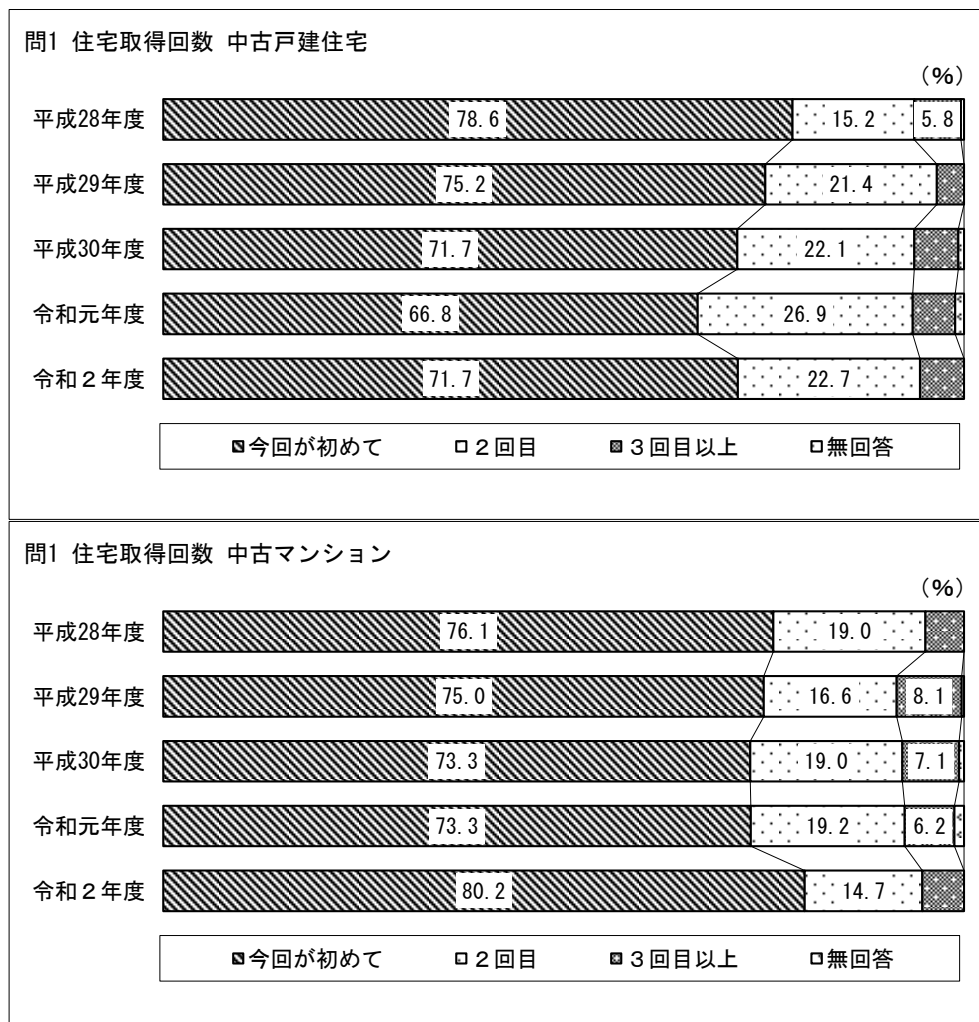 問1 住宅取得回数 中古戸建住宅
(%)
平成28年度 78.6 15.2 5.8
平成29年度 75.2 21.4
平成30年度 71.7 22.1
令和元年度 66.8 26.9
令和２年度 71.7 22.7
今回が初めて ２回目 ３回目以上 無回答
問1 住宅取得回数 中古マンション
(%)
平成28年度 76.1 19.0
平成29年度 75.0 16.6 8.1
平成30年度 73.3 19.0 7.1
令和元年度 73.3 19.2 6.2
令和２年度 80.2 14.7
今回が初めて ２回目 ３回目以上 無回答